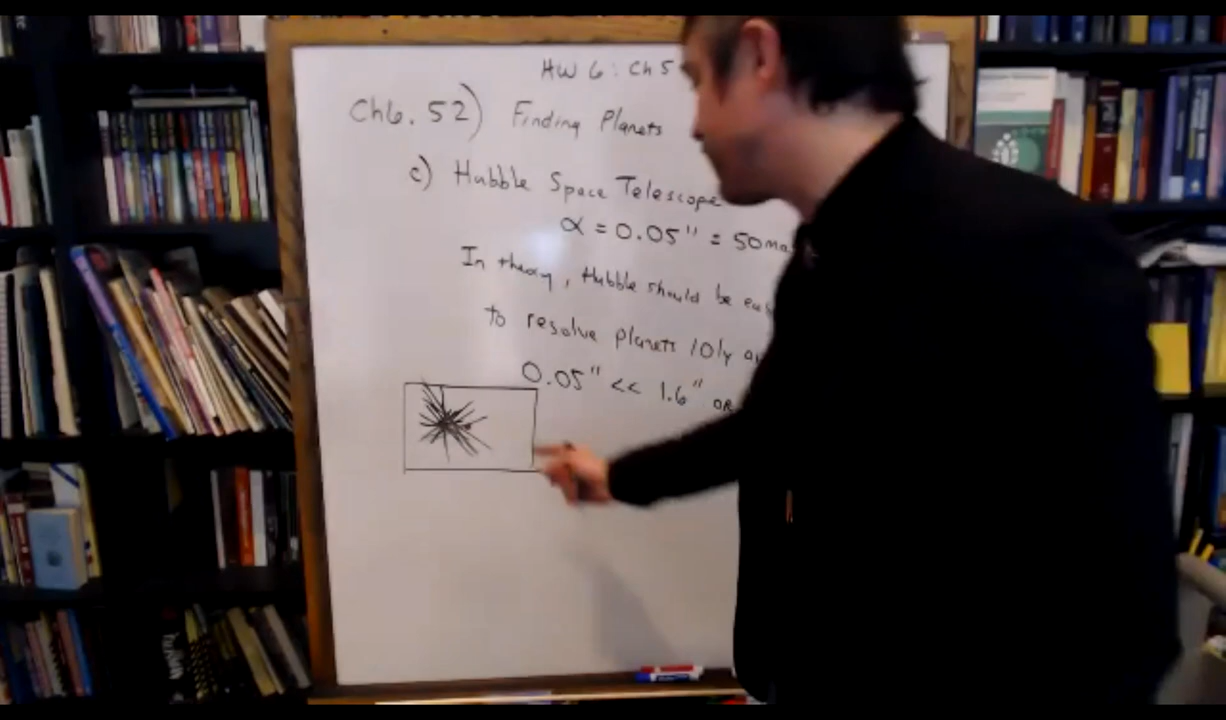 HW 6: Ch 5
Ch6. 52) Finding Planets
c) Hubble Space Telescope
α = 0.05" = 50ma
In theory, Hubble should be eas
to resolve planets 10ly a
0.05" << 1.6" OR